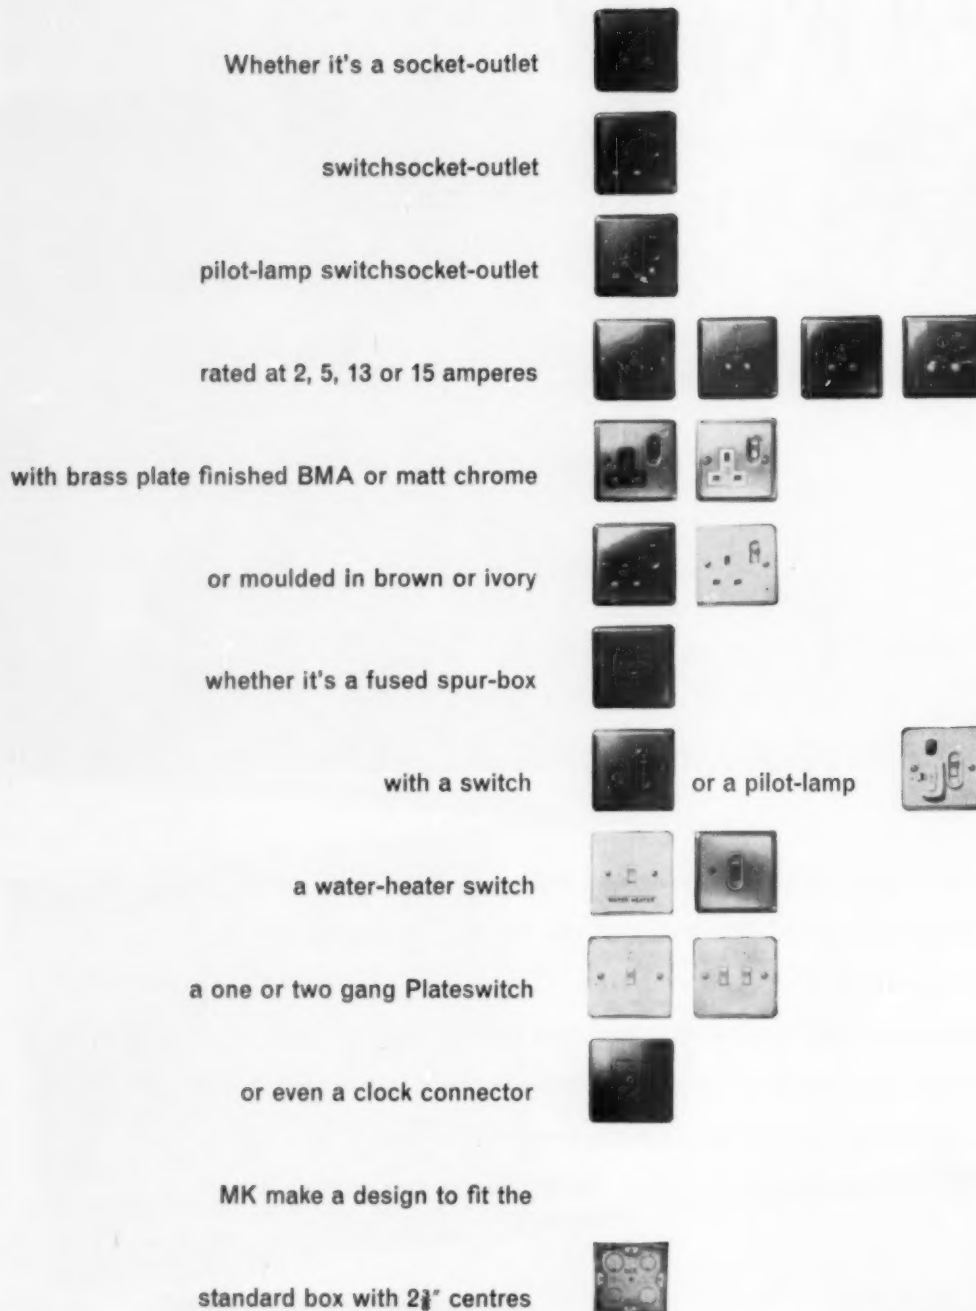 Whether it's a socket-outlet
switchsocket-outlet
pilot-lamp switchsocket-outlet
rated at 2, 5, 13 or 15 amperes
with brass plate finished BMA or matt chrome
or moulded in brown or ivory
whether it's a fused spur-box
with a switch or a pilot-lamp
a water-heater switch
WATER HEATER
a one or two gang Plateswitch
or even a clock connector
MK make a design to fit the
standard box with 2⅜" centres